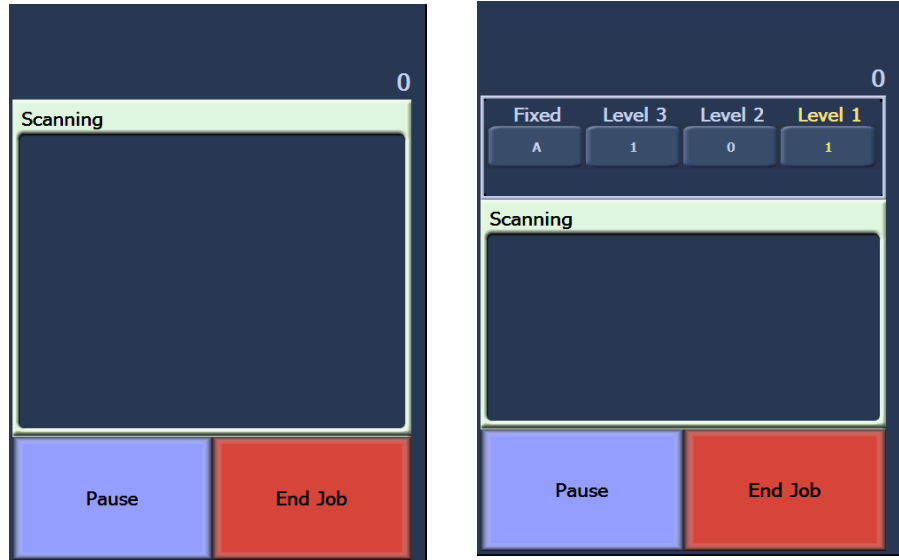 0
Scanning
Pause
End Job
0
Fixed Level 3 Level 2 Level 1
A 1 0 1
Scanning
Pause
End Job